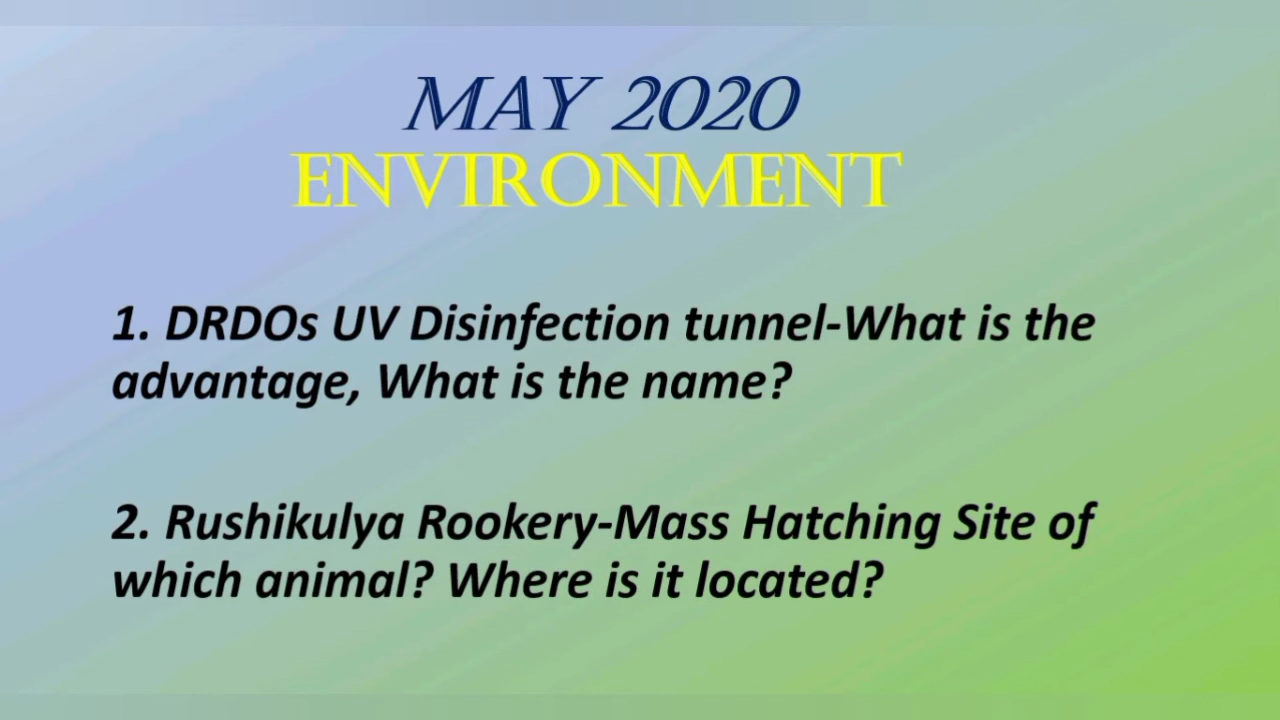 MAY 2020
ENVIRONMENT
1. DRDOs UV Disinfection tunnel-What is the
advantage, What is the name?
2. Rushikulya Rookery-Mass Hatching Site of
which animal? Where is it located?